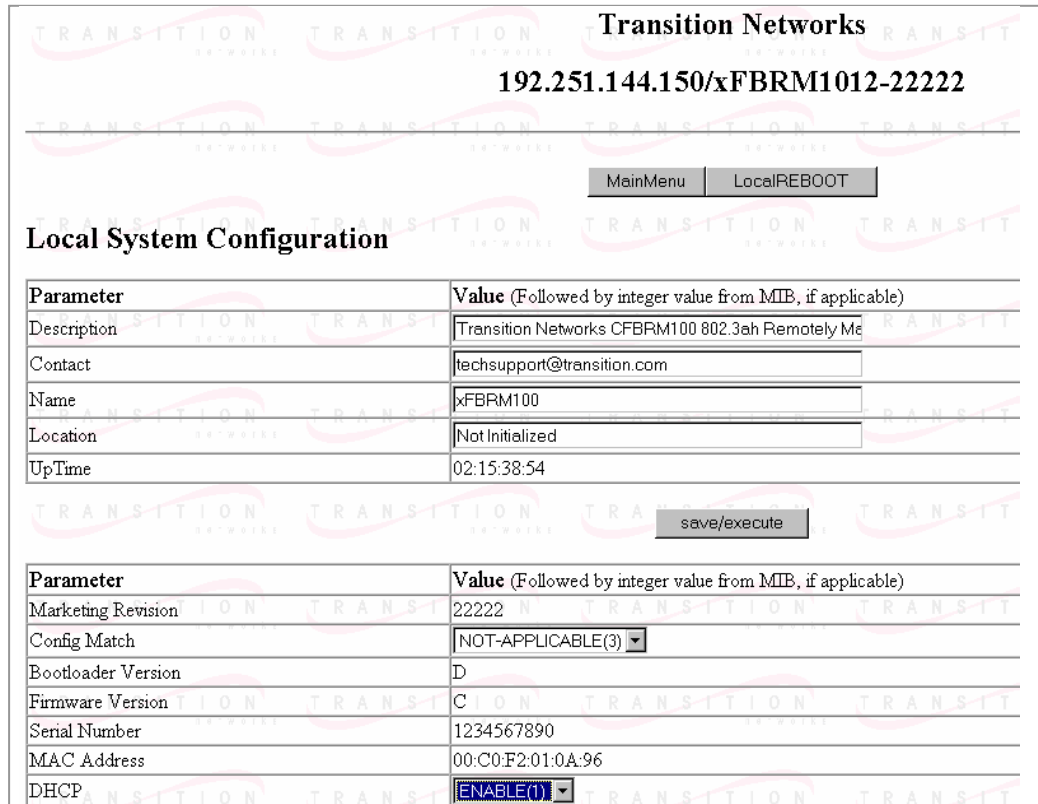 Transition Networks
192.251.144.150/xFBRM1012-22222
MainMenu LocalREBOOT
Local System Configuration
Parameter Value (Followed by integer value from MIB, if applicable)
Description Transition Networks CFBRM100 802.3ah Remotely Ma
Contact techsupport@transition.com
Name xFBRM100
Location Not Initialized
UpTime 02:15:38:54
save/execute
Parameter Value (Followed by integer value from MIB, if applicable)
Marketing Revision 22222
Config Match NOT-APPLICABLE(3)
Bootloader Version D
Firmware Version C
Serial Number 1234567890
MAC Address 00:C0:F2:01:0A:96
DHCP ENABLE(1)